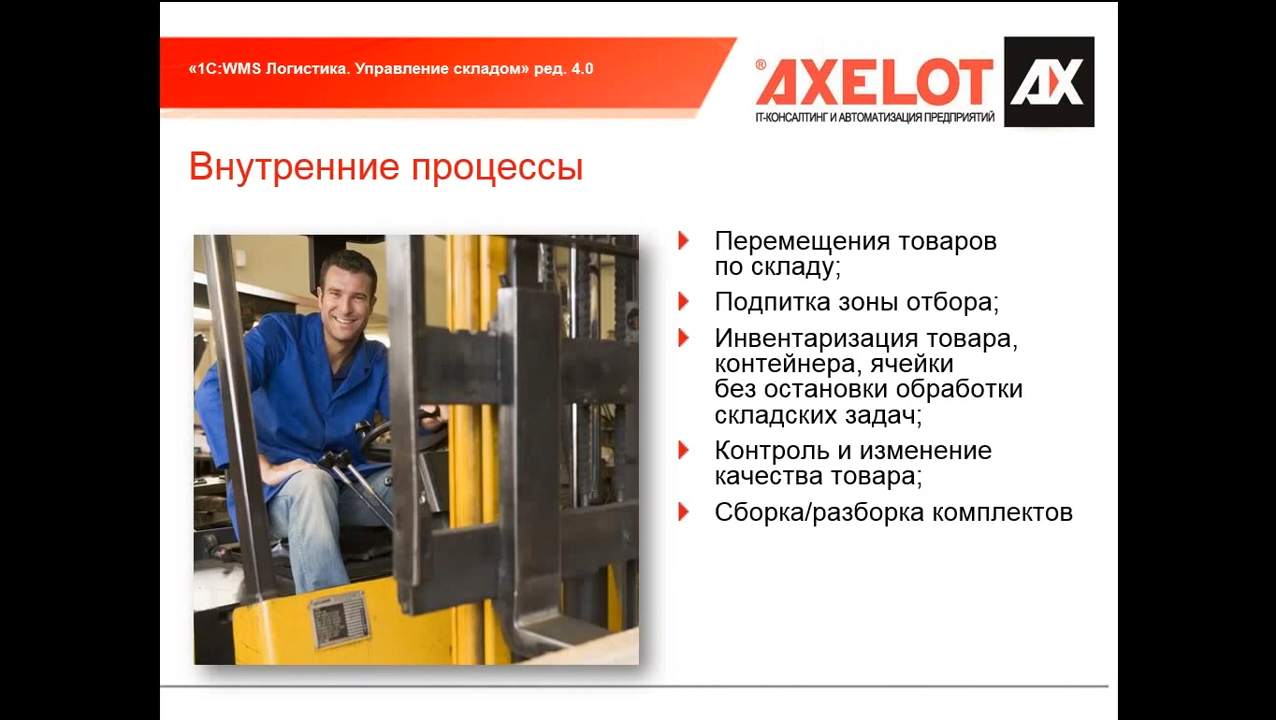 «1С:WMS Логистика. Управление складом» ред. 4.0
® AXELOT AX
IT-КОНСАЛТИНГ И АВТОМАТИЗАЦИЯ ПРЕДПРИЯТИЙ
Внутренние процессы
Перемещения товаров
по складу;
Подпитка зоны отбора;
Инвентаризация товара,
контейнера, ячейки
без остановки обработки
складских задач;
Контроль и изменение
качества товара;
Сборка/разборка комплектов